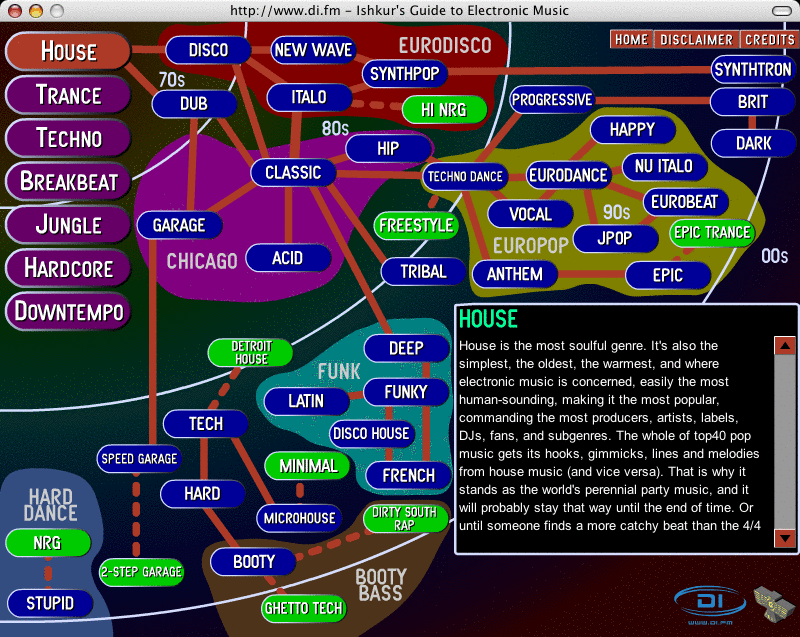 http://www.di.fm – Ishkur's Guide to Electronic Music
HOME DISCLAIMER CREDITS
HOUSE
TRANCE
TECHNO
BREAKBEAT
JUNGLE
HARDCORE
DOWNTEMPO
DISCO
NEW WAVE
EURODISCO
SYNTHPOP
SYNTHTRON
70s
DUB
ITALO
HI NRG
PROGRESSIVE
BRIT
80s
HAPPY
DARK
HIP
CLASSIC
TECHNO DANCE
EURODANCE
NU ITALO
EUROBEAT
VOCAL
90s
GARAGE
FREESTYLE
EUROPOP
JPOP
EPIC TRANCE
CHICAGO
ACID
TRIBAL
ANTHEM
EPIC
00s
DETROIT
HOUSE
DEEP
FUNK
LATIN
FUNKY
TECH
DISCO HOUSE
SPEED GARAGE
MINIMAL
FRENCH
HARD
DANCE
HARD
MICROHOUSE
DIRTY SOUTH
RAP
NRG
2-STEP GARAGE
BOOTY
BOOTY
BASS
STUPID
GHETTO TECH
HOUSE
House is the most soulful genre. It's also the
simplest, the oldest, the warmest, and where
electronic music is concerned, easily the most
human-sounding, making it the most popular,
commanding the most producers, artists, labels,
DJs, fans, and subgenres. The whole of top40 pop
music gets its hooks, gimmicks, lines and melodies
from house music (and vice versa). That is why it
stands as the world's perennial party music, and it
will probably stay that way until the end of time. Or
until someone finds a more catchy beat than the 4/4
DI
WWW.DI.FM